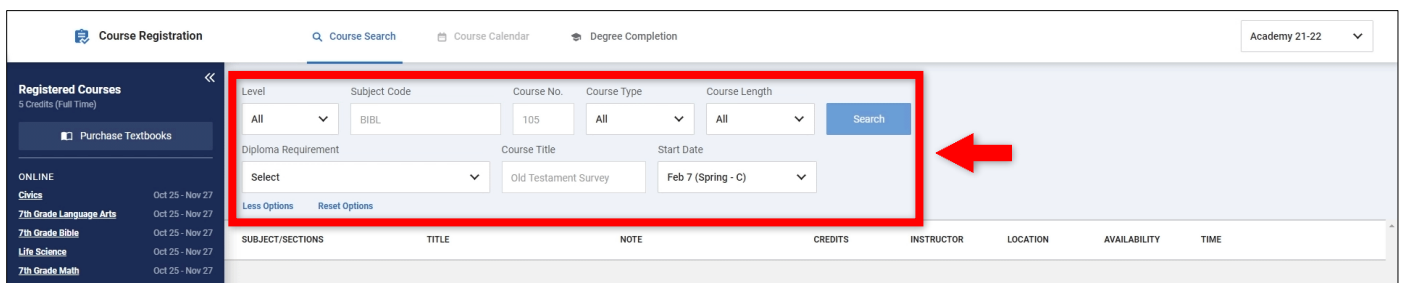 Course Registration
Course Search
Course Calendar
Degree Completion
Academy 21-22
Registered Courses
5 Credits (Full Time)
Purchase Textbooks
ONLINE
Civics Oct 25 - Nov 27
7th Grade Language Arts Oct 25 - Nov 27
7th Grade Bible Oct 25 - Nov 27
Life Science Oct 25 - Nov 27
7th Grade Math Oct 25 - Nov 27
Level Subject Code Course No. Course Type Course Length
All BIBL 105 All All Search
Diploma Requirement Course Title Start Date
Select Old Testament Survey Feb 7 (Spring - C)
Less Options Reset Options
SUBJECT/SECTIONS TITLE NOTE CREDITS INSTRUCTOR LOCATION AVAILABILITY TIME